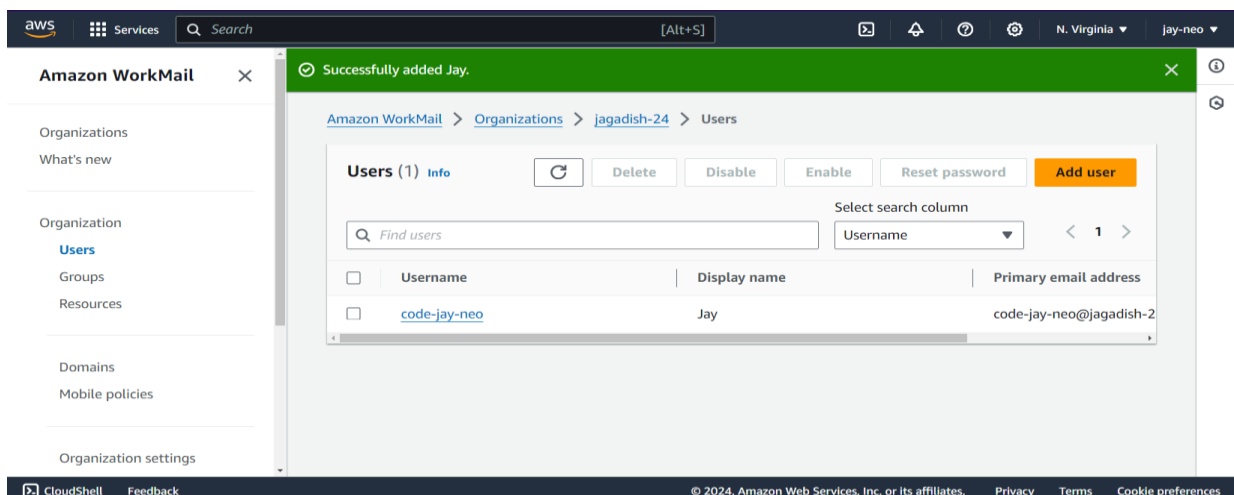 aws Services Search [Alt+S] N. Virginia jay-neo
Amazon WorkMail
Organizations
What's new
Organization
Users
Groups
Resources
Domains
Mobile policies
Organization settings
Successfully added Jay.
Amazon WorkMail > Organizations > jagadish-24 > Users
Users (1) Info Delete Disable Enable Reset password Add user
Select search column
Find users Username < 1 >
Username Display name Primary email address
code-jay-neo Jay code-jay-neo@jagadish-2
CloudShell Feedback © 2024, Amazon Web Services, Inc. or its affiliates. Privacy Terms Cookie preferences